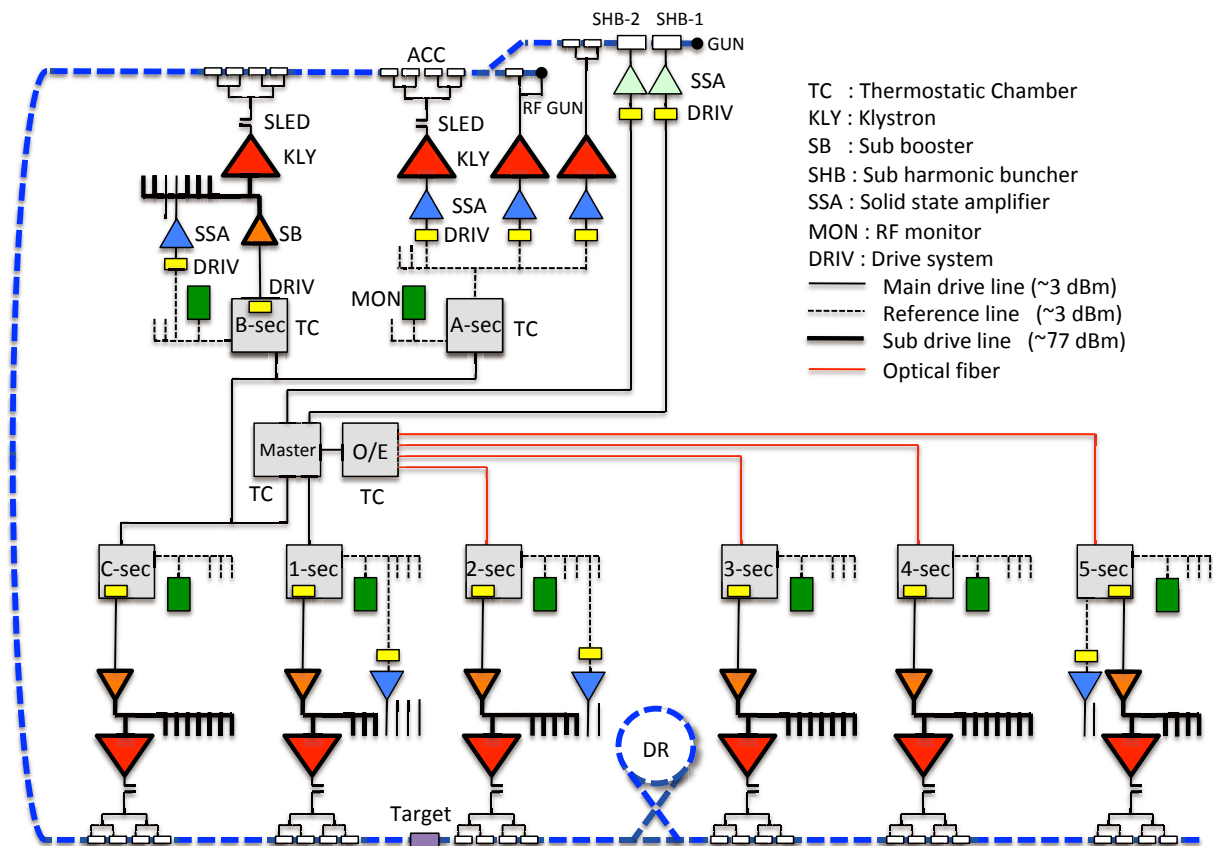 SHB-2 SHB-1
GUN
ACC
SSA
DRIV
RF GUN
SLED
KLY
SLED
KLY
SSA
DRIV
SSA
SB
DRIV
DRIV
MON
B-sec
TC
A-sec
TC
TC : Thermostatic Chamber
KLY : Klystron
SB : Sub booster
SHB : Sub harmonic buncher
SSA : Solid state amplifier
MON : RF monitor
DRIV : Drive system
Main drive line (~3 dBm)
Reference line (~3 dBm)
Sub drive line (~77 dBm)
Optical fiber
Master
O/E
TC
TC
C-sec
1-sec
2-sec
3-sec
4-sec
5-sec
DR
Target